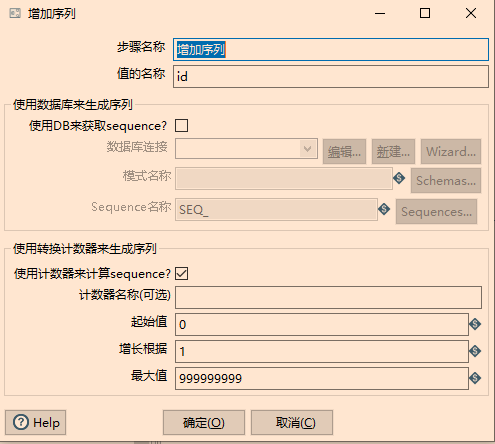 增加序列
步骤名称 增加序列
值的名称 id
使用数据库来生成序列
使用DB来获取sequence?
数据库连接 编辑... 新建... Wizard...
模式名称 Schemas...
Sequence名称 SEQ_ Sequences...
使用转换计数器来生成序列
使用计数器来计算sequence?
计数器名称(可选)
起始值 0
增长根据 1
最大值 999999999
Help 确定(O) 取消(C)